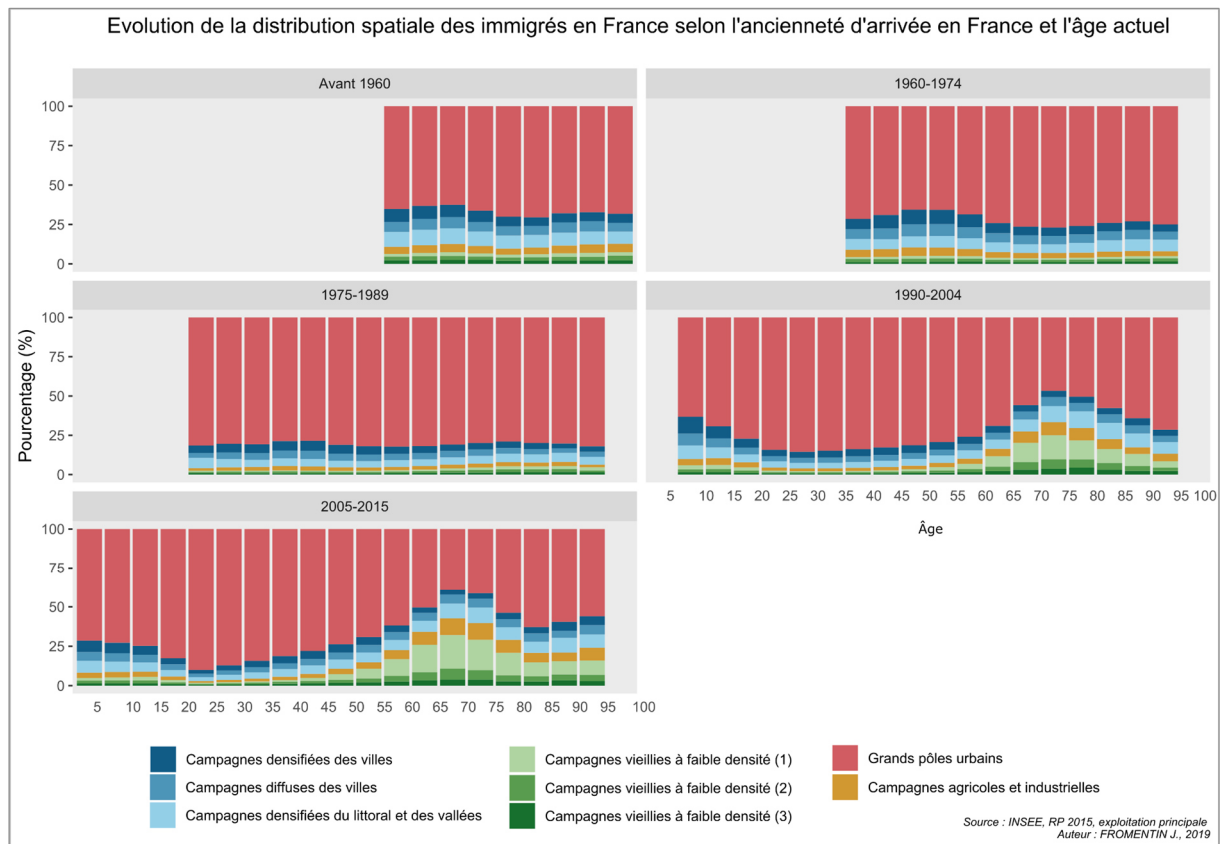 Evolution de la distribution spatiale des immigrés en France selon l'ancienneté d'arrivée en France et l'âge actuel
Avant 1960
1960-1974
100
75
50
25
0
1975-1989
1990-2004
100
75
50
25
0
Pourcentage (%)
5 10 15 20 25 30 35 40 45 50 55 60 65 70 75 80 85 90 95 100
Âge
2005-2015
100
75
50
25
0
5 10 15 20 25 30 35 40 45 50 55 60 65 70 75 80 85 90 95 100
Campagnes densifiées des villes
Campagnes diffuses des villes
Campagnes densifiées du littoral et des vallées
Campagnes vieillies à faible densité (1)
Campagnes vieillies à faible densité (2)
Campagnes vieillies à faible densité (3)
Grands pôles urbains
Campagnes agricoles et industrielles
Source : INSEE, RP 2015, exploitation principale
Auteur : FROMENTIN J., 2019